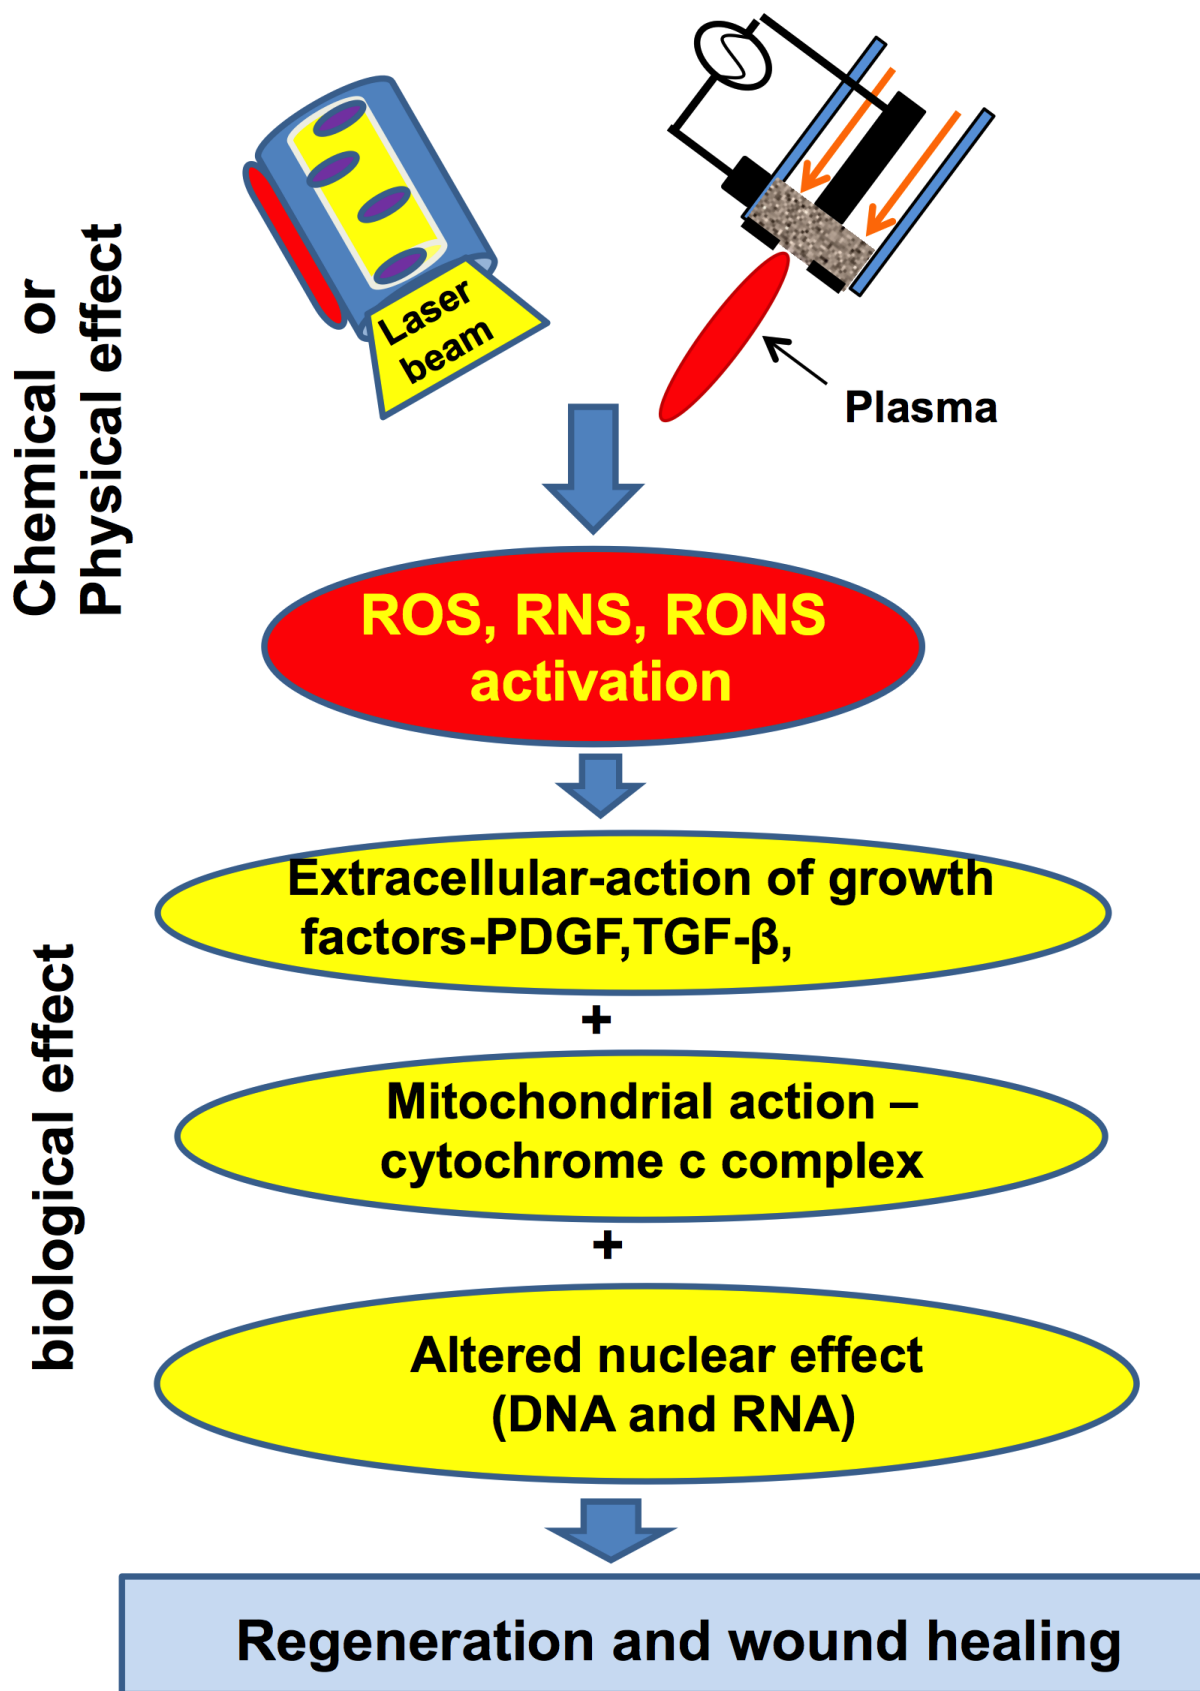 Chemical or
Physical effect
Laser
beam
Plasma
ROS, RNS, RONS
activation
biological effect
Extracellular-action of growth
factors-PDGF,TGF-β,
+
Mitochondrial action –
cytochrome c complex
+
Altered nuclear effect
(DNA and RNA)
Regeneration and wound healing